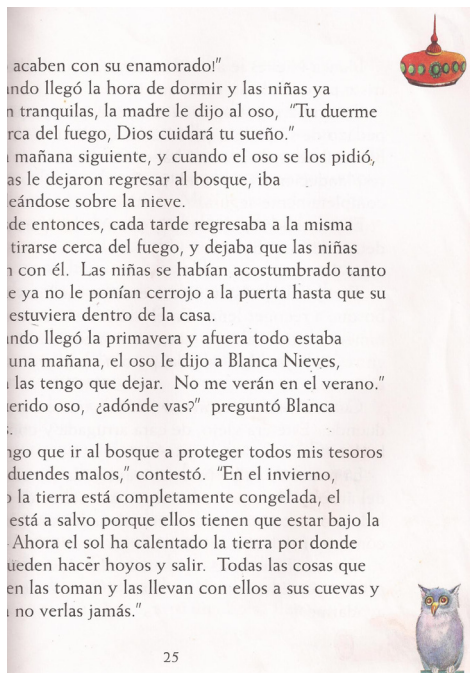 acaben con su enamorado!"
ando llegó la hora de dormir y las niñas ya
n tranquilas, la madre le dijo al oso, "Tu duerme
erca del fuego, Dios cuidará tu sueño."
mañana siguiente, y cuando el oso se los pidió,
as le dejaron regresar al bosque, iba
eándose sobre la nieve.
de entonces, cada tarde regresaba a la misma
tirarse cerca del fuego, y dejaba que las niñas
n con él. Las niñas se habían acostumbrado tanto
e ya no le ponían cerrojo a la puerta hasta que su
estuviera dentro de la casa.
ando llegó la primavera y afuera todo estaba
una mañana, el oso le dijo a Blanca Nieves,
las tengo que dejar. No me verán en el verano."
uerido oso, ¿adónde vas?" preguntó Blanca
s.
ngo que ir al bosque a proteger todos mis tesoros
duendes malos," contestó. "En el invierno,
o la tierra está completamente congelada, el
está a salvo porque ellos tienen que estar bajo la
Ahora el sol ha calentado la tierra por donde
ueden hacer hoyos y salir. Todas las cosas que
en las toman y las llevan con ellos a sus cuevas y
no verlas jamás."
25